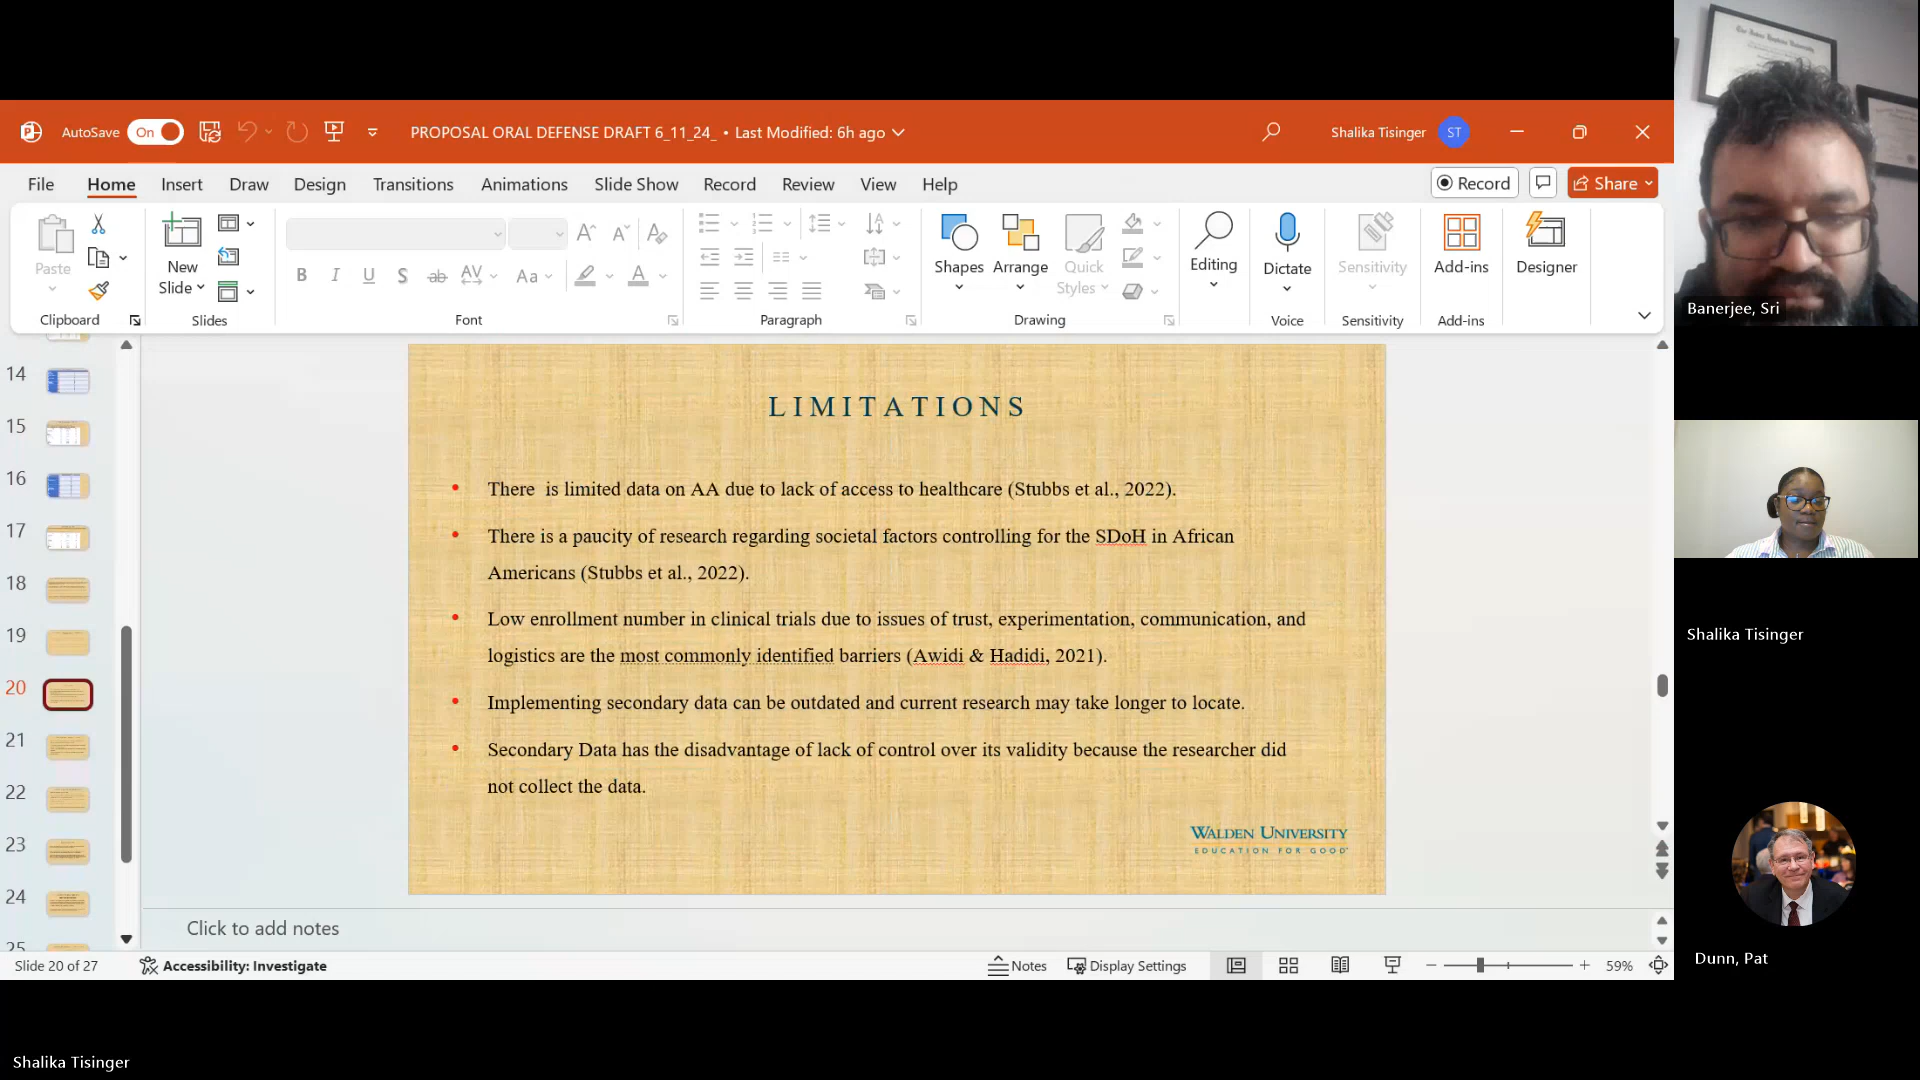 AutoSave On PROPOSAL ORAL DEFENSE DRAFT 6_11_24_ • Last Modified: 6h ago Shalika Tisinger ST
File Home Insert Draw Design Transitions Animations Slide Show Record Review View Help Record Share
Paste
New
Slide
B I U S ab AV Aa A
Shapes Arrange Quick
Styles
Editing
Dictate
Sensitivity
Add-ins
Designer
Clipboard Slides Font Paragraph Drawing Voice Sensitivity Add-ins
14
15
16
17
18
19
20
21
22
23
24
25
LIMITATIONS
• There is limited data on AA due to lack of access to healthcare (Stubbs et al., 2022).
• There is a paucity of research regarding societal factors controlling for the SDoH in African
Americans (Stubbs et al., 2022).
• Low enrollment number in clinical trials due to issues of trust, experimentation, communication, and
logistics are the most commonly identified barriers (Awidi & Hadidi, 2021).
• Implementing secondary data can be outdated and current research may take longer to locate.
• Secondary Data has the disadvantage of lack of control over its validity because the researcher did
not collect the data.
WALDEN UNIVERSITY
EDUCATION FOR GOOD
Click to add notes
Slide 20 of 27 Accessibility: Investigate Notes Display Settings 59%
Banerjee, Sri
Shalika Tisinger
Dunn, Pat
Shalika Tisinger